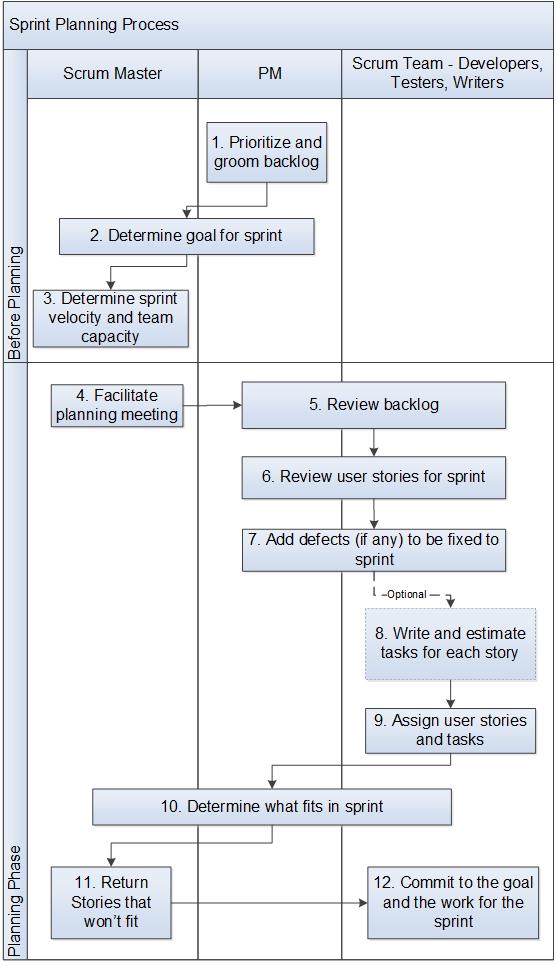 Sprint Planning Process
Scrum Master
PM
Scrum Team - Developers,
Testers, Writers
Before Planning
1. Prioritize and
groom backlog
2. Determine goal for sprint
3. Determine sprint
velocity and team
capacity
Planning Phase
4. Facilitate
planning meeting
5. Review backlog
6. Review user stories for sprint
7. Add defects (if any) to be fixed to
sprint
Optional
8. Write and estimate
tasks for each story
9. Assign user stories
and tasks
10. Determine what fits in sprint
11. Return
Stories that
won't fit
12. Commit to the goal
and the work for the
sprint